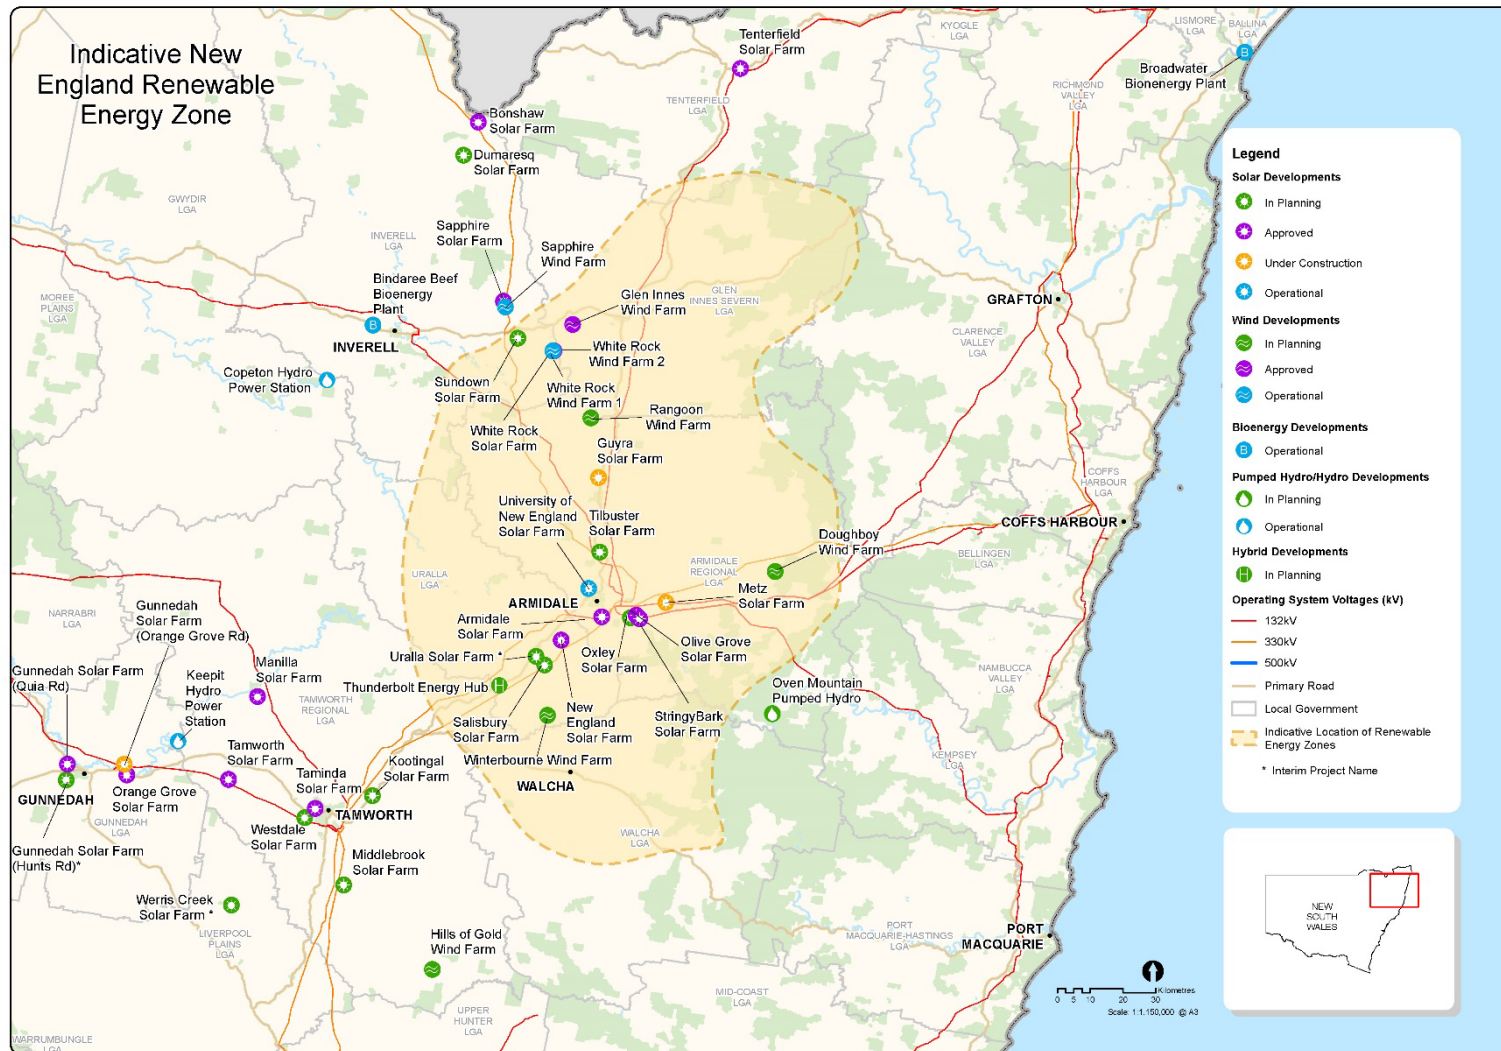 Indicative New
England Renewable
Energy Zone
Tenterfield
Solar Farm
KYOGLE
LGA
LISMORE
LGA
BALLINA
LGA
Broadwater
Bionenergy Plant
RICHMOND
VALLEY
LGA
TENTERFIELD
LGA
Bonshaw
Solar Farm
Dumaresq
Solar Farm
GWYDIR
LGA
INVERELL
LGA
Sapphire
Solar Farm
Sapphire
Wind Farm
Bindaree Beef
Bioenergy
Plant
B
INVERELL
MOREE
PLAINS
LGA
Glen Innes
Wind Farm
GLEN
INNES SEVERN
LGA
GRAFTON
CLARENCE
VALLEY
LGA
White Rock
Wind Farm 2
Copeton Hydro
Power Station
Sundown
Solar Farm
White Rock
Wind Farm 1
Rangoon
Wind Farm
White Rock
Solar Farm
Guyra
Solar Farm
University of
New England
Solar Farm
Tilbuster
Solar Farm
COFFS
HARBOUR
LGA
COFFS HARBOUR
Doughboy
Wind Farm
BELLINGEN
LGA
ARMIDALE
REGIONAL
LGA
URALLA
LGA
Metz
Solar Farm
ARMIDALE
Armidale
Solar Farm
NARRABRI
LGA
Gunnedah
Solar Farm
(Orange Grove Rd)
Gunnedah Solar Farm
(Quia Rd)
Keepit
Hydro
Power
Station
Manilla
Solar Farm
TAMWORTH
REGIONAL
LGA
Uralla Solar Farm *
Oxley
Solar Farm
Olive Grove
Solar Farm
NAMBUCCA
VALLEY
LGA
Thunderbolt Energy Hub
H
Oven Mountain
Pumped Hydro
Salisbury
Solar Farm
New
England
Solar Farm
StringyBark
Solar Farm
Winterbourne Wind Farm
KEMPSEY
LGA
Tamworth
Solar Farm
Taminda
Solar Farm
Kootingal
Solar Farm
WALCHA
GUNNEDAH
Orange Grove
Solar Farm
GUNNEDAH
LGA
TAMWORTH
Westdale
Solar Farm
WALCHA
LGA
Gunnedah Solar Farm
(Hunts Rd)*
Middlebrook
Solar Farm
Werris Creek
Solar Farm *
LIVERPOOL
PLAINS
LGA
Hills of Gold
Wind Farm
PORT
MACQUARIE-HASTINGS
LGA
PORT
MACQUARIE
MID-COAST
LGA
UPPER
HUNTER
LGA
WARRUMBUNGLE
LGA
Kilometres
0 5 10 20 30
Scale: 1:1,150,000 @ A3
Legend
Solar Developments
In Planning
Approved
Under Construction
Operational
Wind Developments
In Planning
Approved
Operational
Bioenergy Developments
B Operational
Pumped Hydro/Hydro Developments
In Planning
Operational
Hybrid Developments
H In Planning
Operating System Voltages (kV)
132kV
330kV
500kV
Primary Road
Local Government
Indicative Location of Renewable
Energy Zones
* Interim Project Name
NEW
SOUTH
WALES